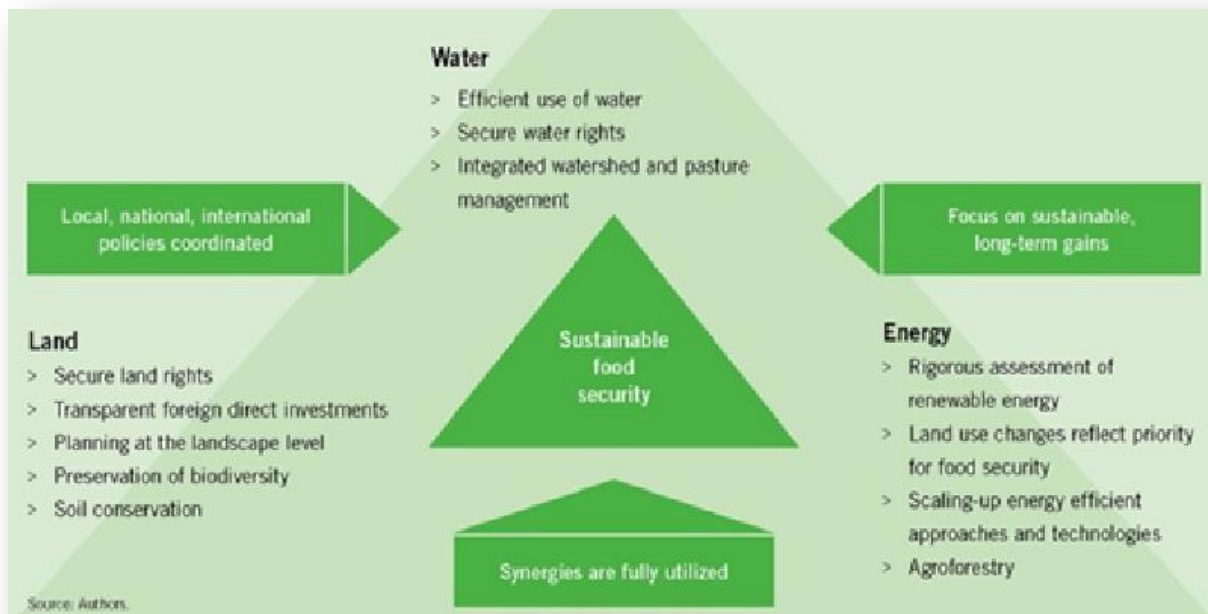 Water
> Efficient use of water
> Secure water rights
> Integrated watershed and pasture
management
Local, national, international
policies coordinated
Focus on sustainable,
long-term gains
Land
> Secure land rights
> Transparent foreign direct investments
> Planning at the landscape level
> Preservation of biodiversity
> Soil conservation
Sustainable
food
security
Energy
> Rigorous assessment of
renewable energy
> Land use changes reflect priority
for food security
> Scaling-up energy efficient
approaches and technologies
> Agroforestry
Synergies are fully utilized
Source: Authors.